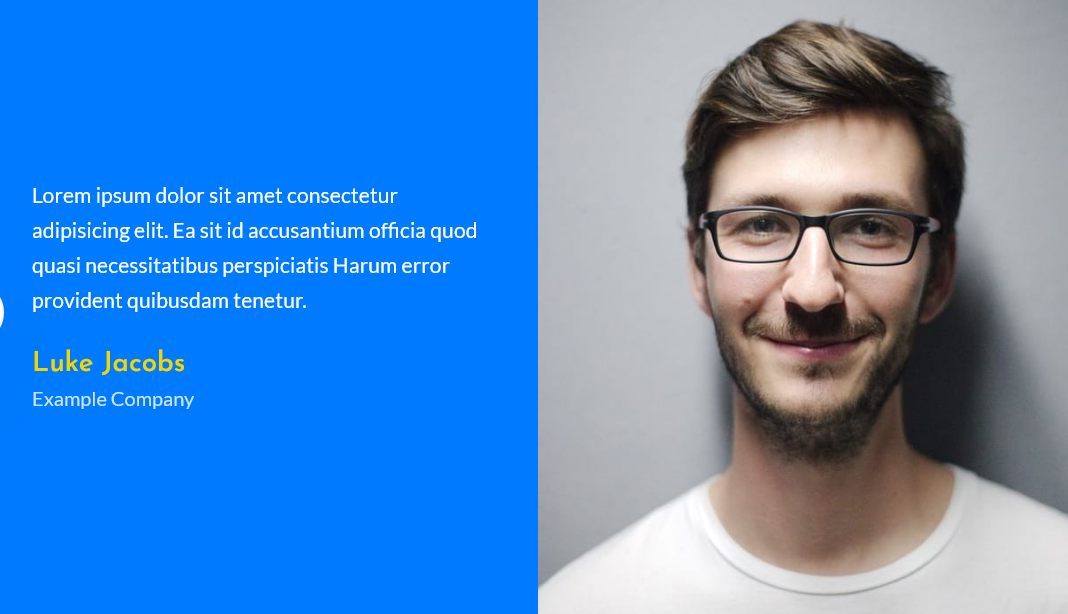 Lorem ipsum dolor sit amet consectetur
adipisicing elit. Ea sit id accusantium officia quod
quasi necessitatibus perspiciatis Harum error
provident quibusdam tenetur.
Luke Jacobs
Example Company